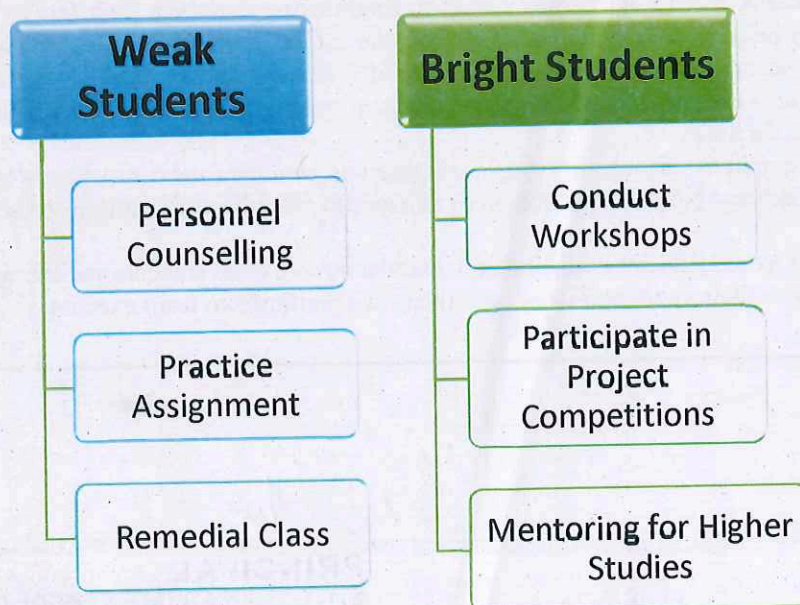 Weak
Students
Personnel
Counselling
Practice
Assignment
Remedial Class
Bright Students
Conduct
Workshops
Participate in
Project
Competitions
Mentoring for Higher
Studies